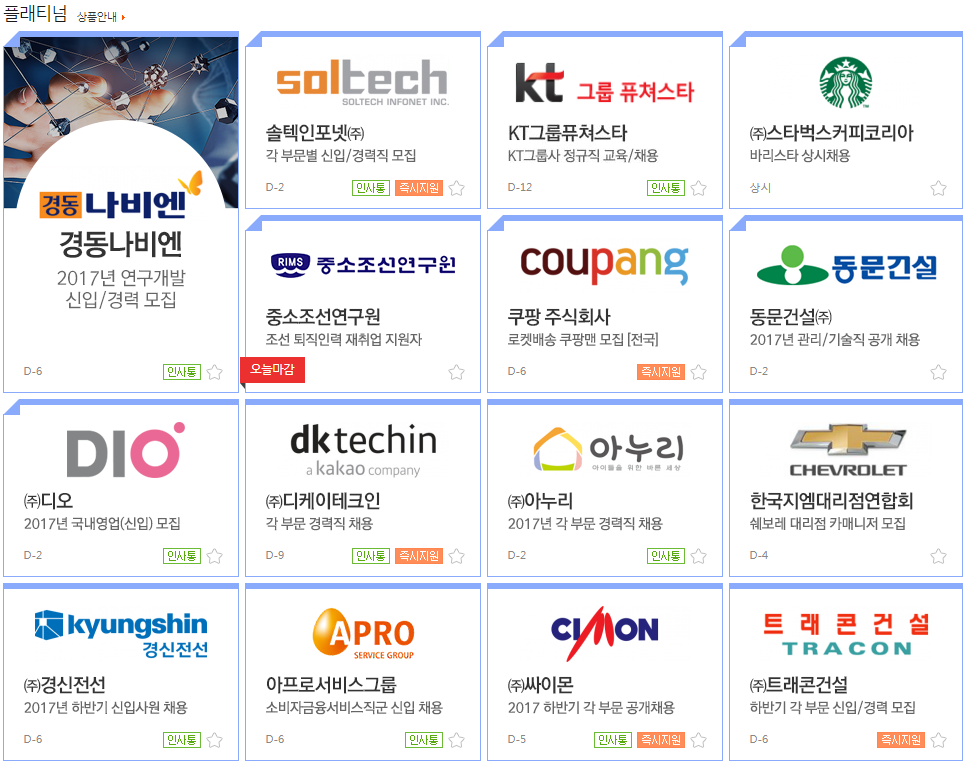 플래티넘 상품안내
경동나비엔
경동나비엔
2017년 연구개발
신입/경력 모집
D-6 인사통
soltech
SOLTECH INFONET INC.
솔텍인포넷㈜
각 부문별 신입/경력직 모집
D-2 인사통 즉시지원
kt 그룹 퓨쳐스타
KT그룹퓨쳐스타
KT그룹사 정규직 교육/채용
D-12 인사통
㈜스타벅스커피코리아
바리스타 상시채용
상시
RIMS 중소조선연구원
중소조선연구원
조선 퇴직인력 재취업 지원자
오늘마감
coupang
쿠팡 주식회사
로켓배송 쿠팡맨 모집 [전국]
D-6 즉시지원
동문건설
동문건설㈜
2017년 관리/기술직 공개 채용
D-2
DIO
㈜디오
2017년 국내영업(신입) 모집
D-2 인사통
dktechin
a kakao company
㈜디케이테크인
각 부문 경력직 채용
D-9 인사통 즉시지원
아누리
아이들을 위한 바른 세상
㈜아누리
2017년 각 부문 경력직 채용
D-2 인사통
CHEVROLET
한국지엠대리점연합회
쉐보레 대리점 카매니저 모집
D-4
kyungshin
경신전선
㈜경신전선
2017년 하반기 신입사원 채용
D-6 인사통
APRO
SERVICE GROUP
아프로서비스그룹
소비자금융서비스직군 신입 채용
D-6 인사통
CIMON
㈜싸이몬
2017 하반기 각 부문 공개채용
D-5 인사통 즉시지원
트래콘건설
TRACON
㈜트래콘건설
하반기 각 부문 신입/경력 모집
D-6 즉시지원